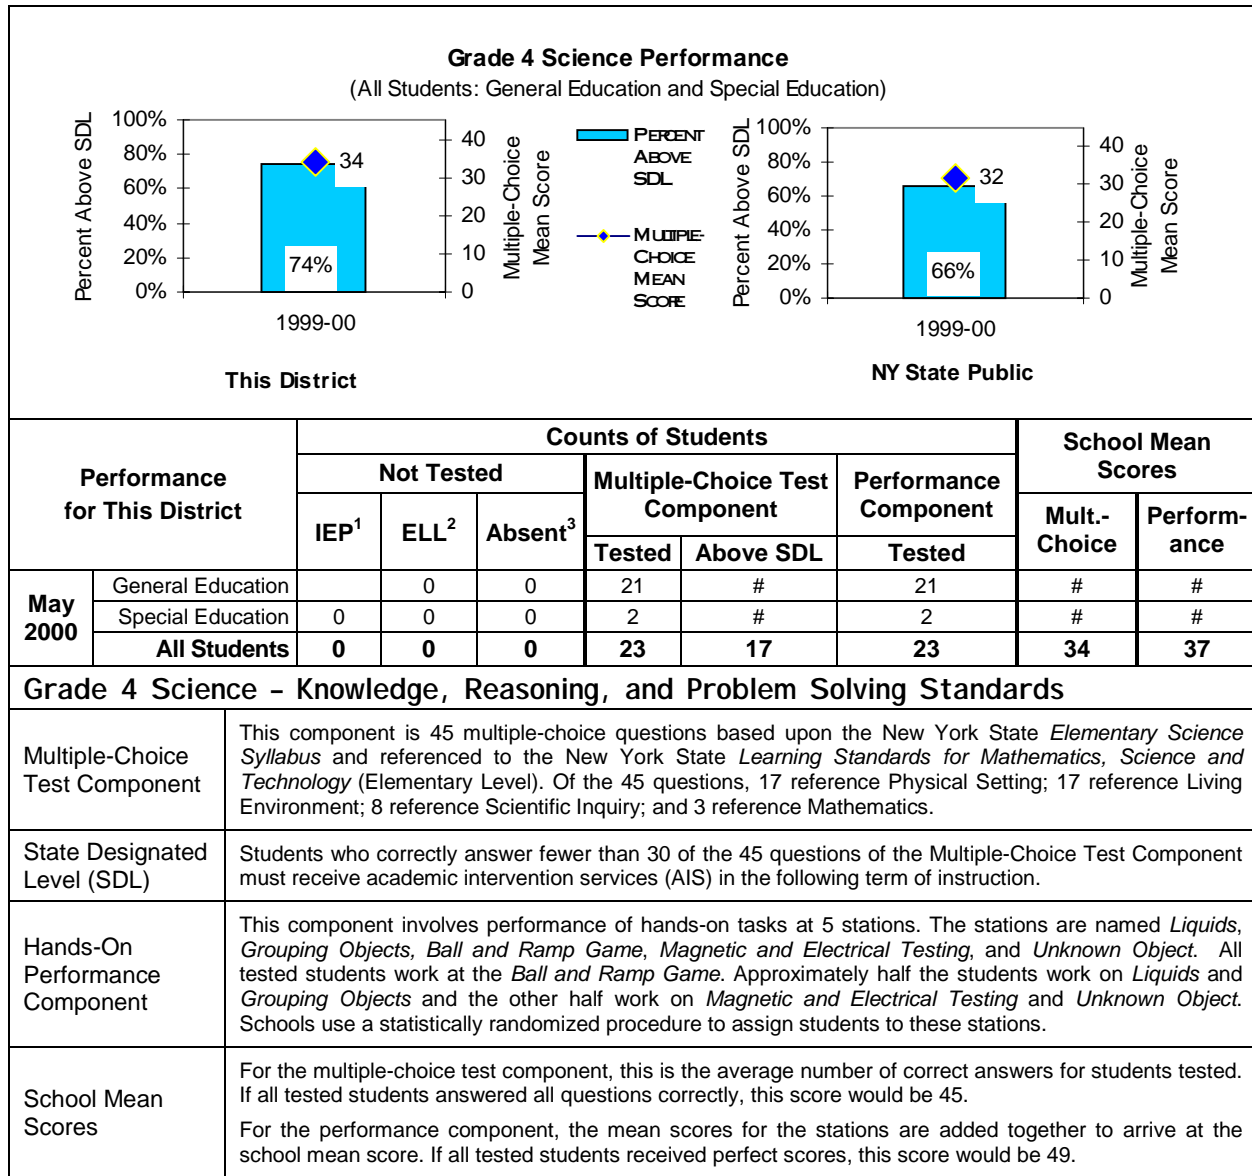 Grade 4 Science Performance
(All Students: General Education and Special Education)
Percent Above SDL
100%
80%
60%
40%
20%
0%
34
74%
1999-00
40
30
20
10
0
Multiple-Choice
Mean Score
This District
PERCENT
ABOVE
SDL
MULTIPLE-
CHOICE
MEAN
SCORE
Percent Above SDL
100%
80%
60%
40%
20%
0%
32
66%
1999-00
40
30
20
10
0
Multiple-Choice
Mean Score
NY State Public
Performance
for This District
Counts of Students
School Mean
Scores
Not Tested
Multiple-Choice Test
Component
Performance
Component
IEP¹ ELL² Absent³
Tested Above SDL Tested
Mult.-
Choice
Perform-
ance
May
2000
General Education 0 0 21 # 21 # #
Special Education 0 0 0 2 # 2 # #
All Students 0 0 0 23 17 23 34 37
Grade 4 Science – Knowledge, Reasoning, and Problem Solving Standards
Multiple-Choice
Test Component
This component is 45 multiple-choice questions based upon the New York State Elementary Science
Syllabus and referenced to the New York State Learning Standards for Mathematics, Science and
Technology (Elementary Level). Of the 45 questions, 17 reference Physical Setting; 17 reference Living
Environment; 8 reference Scientific Inquiry; and 3 reference Mathematics.
State Designated
Level (SDL)
Students who correctly answer fewer than 30 of the 45 questions of the Multiple-Choice Test Component
must receive academic intervention services (AIS) in the following term of instruction.
Hands-On
Performance
Component
This component involves performance of hands-on tasks at 5 stations. The stations are named Liquids,
Grouping Objects, Ball and Ramp Game, Magnetic and Electrical Testing, and Unknown Object. All
tested students work at the Ball and Ramp Game. Approximately half the students work on Liquids and
Grouping Objects and the other half work on Magnetic and Electrical Testing and Unknown Object.
Schools use a statistically randomized procedure to assign students to these stations.
School Mean
Scores
For the multiple-choice test component, this is the average number of correct answers for students tested.
If all tested students answered all questions correctly, this score would be 45.
For the performance component, the mean scores for the stations are added together to arrive at the
school mean score. If all tested students received perfect scores, this score would be 49.